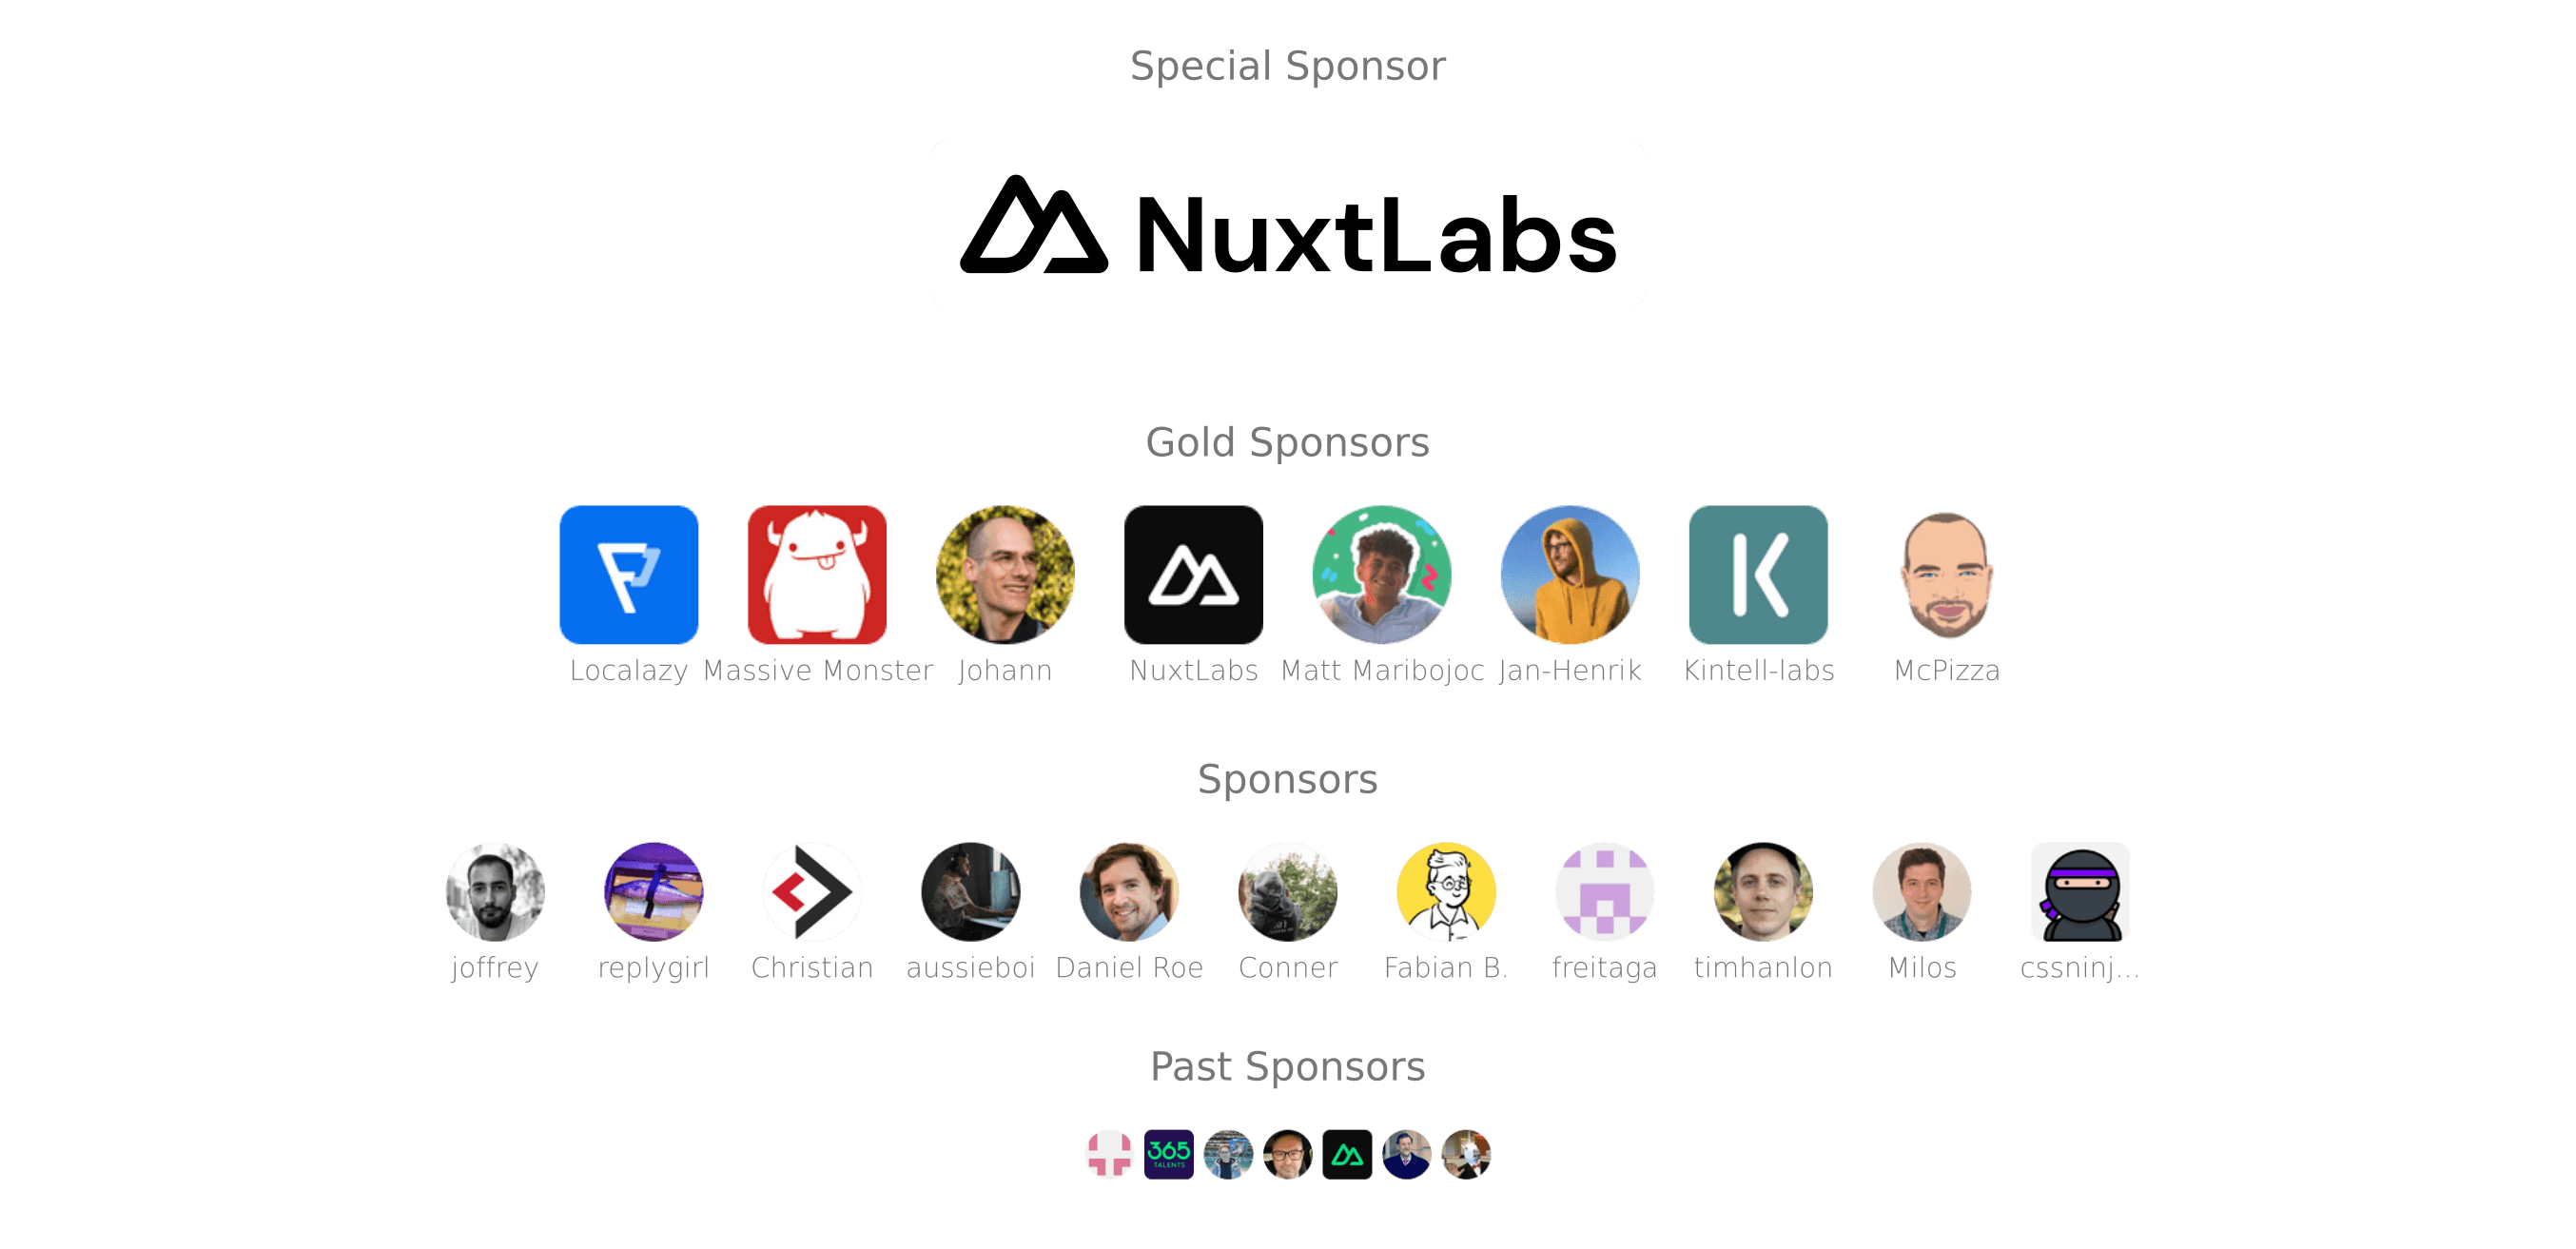 Special Sponsor
NuxtLabs
Gold Sponsors
Localazy Massive Monster Johann NuxtLabs Matt Maribojoc Jan-Henrik Kintell-labs McPizza
Sponsors
joffrey replygirl Christian aussieboi Daniel Roe Conner Fabian B. freitaga timhanlon Milos cssninj...
Past Sponsors
365
TALENTS